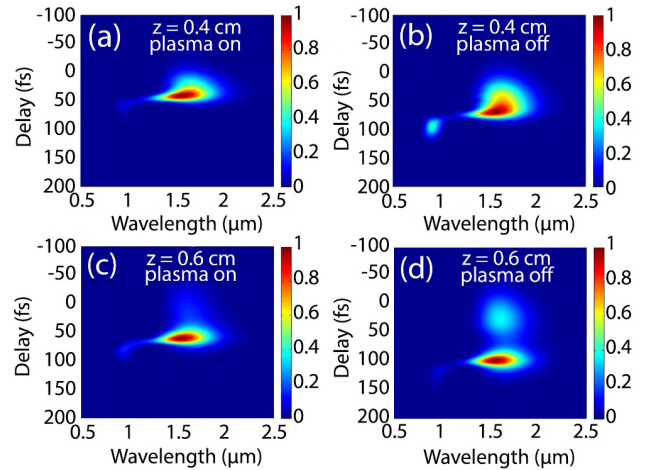 (a) z = 0.4 cm
plasma on
-100
-50
0
50
100
150
200
Delay (fs)
0.5 1 1.5 2 2.5
Wavelength (μm)
1
0.8
0.6
0.4
0.2
0
(b) z = 0.4 cm
plasma off
-100
-50
0
50
100
150
200
Delay (fs)
0.5 1 1.5 2 2.5
Wavelength (μm)
1
0.8
0.6
0.4
0.2
0
(c) z = 0.6 cm
plasma on
-100
-50
0
50
100
150
200
Delay (fs)
0.5 1 1.5 2 2.5
Wavelength (μm)
1
0.8
0.6
0.4
0.2
0
(d) z = 0.6 cm
plasma off
-100
-50
0
50
100
150
200
Delay (fs)
0.5 1 1.5 2 2.5
Wavelength (μm)
1
0.8
0.6
0.4
0.2
0